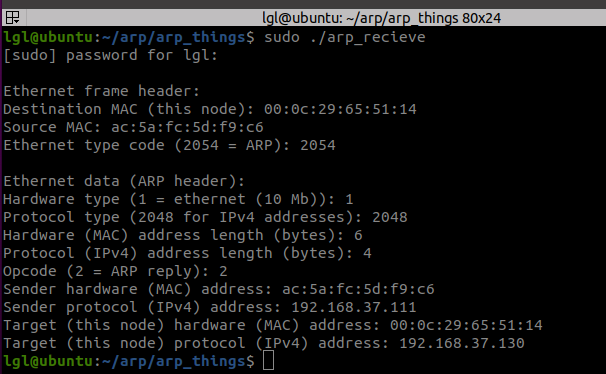 lgl@ubuntu: ~/arp/arp_things 80x24
lgl@ubuntu:~/arp/arp_things$ sudo ./arp_recieve
[sudo] password for lgl:
Ethernet frame header:
Destination MAC (this node): 00:0c:29:65:51:14
Source MAC: ac:5a:fc:5d:f9:c6
Ethernet type code (2054 = ARP): 2054
Ethernet data (ARP header):
Hardware type (1 = ethernet (10 Mb)): 1
Protocol type (2048 for IPv4 addresses): 2048
Hardware (MAC) address length (bytes): 6
Protocol (IPv4) address length (bytes): 4
Opcode (2 = ARP reply): 2
Sender hardware (MAC) address: ac:5a:fc:5d:f9:c6
Sender protocol (IPv4) address: 192.168.37.111
Target (this node) hardware (MAC) address: 00:0c:29:65:51:14
Target (this node) protocol (IPv4) address: 192.168.37.130
lgl@ubuntu:~/arp/arp_things$